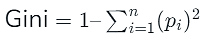 Gini = 1– ∑ⁿᵢ₌₁(pᵢ)²